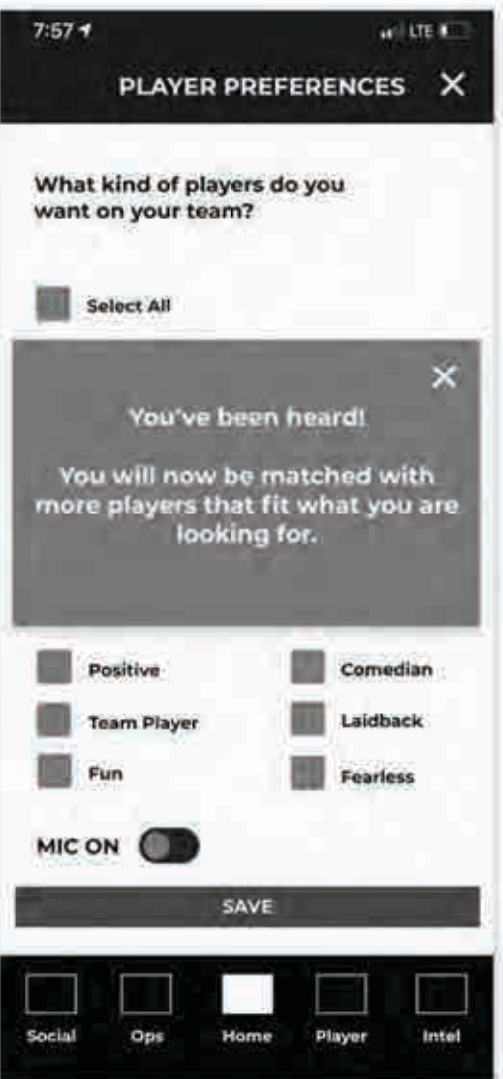 7:57
LTE
PLAYER PREFERENCES
What kind of players do you
want on your team?
Select All
You've been heard!
You will now be matched with
more players that fit what you are
looking for.
Positive
Comedian
Team Player
Laidback
Fun
Fearless
MIC ON
SAVE
Social Ops Home Player Intel